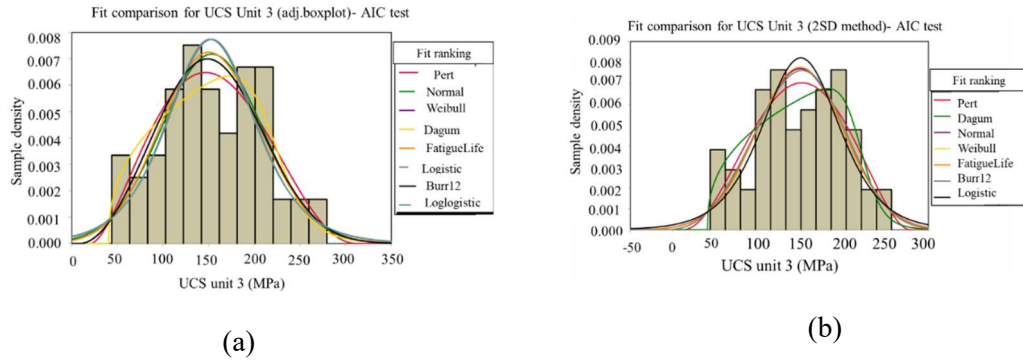 Fit comparison for UCS Unit 3 (adj.boxplot)- AIC test
Sample density
0.008
0.007
0.006
0.005
0.004
0.003
0.002
0.001
0.000
0
50
100
150
200
250
300
350
UCS unit 3 (MPa)
Fit ranking
Pert
Normal
Weibull
Dagum
FatigueLife
Logistic
Burr12
Loglogistic
(a)
Fit comparison for UCS Unit 3 (2SD method)- AIC test
Sample density
0.009
0.008
0.007
0.006
0.005
0.004
0.003
0.002
0.001
0.000
-50
0
50
100
150
200
250
300
UCS unit 3 (MPa)
Fit ranking
Pert
Dagum
Normal
Weibull
FatigueLife
Burr12
Logistic
(b)